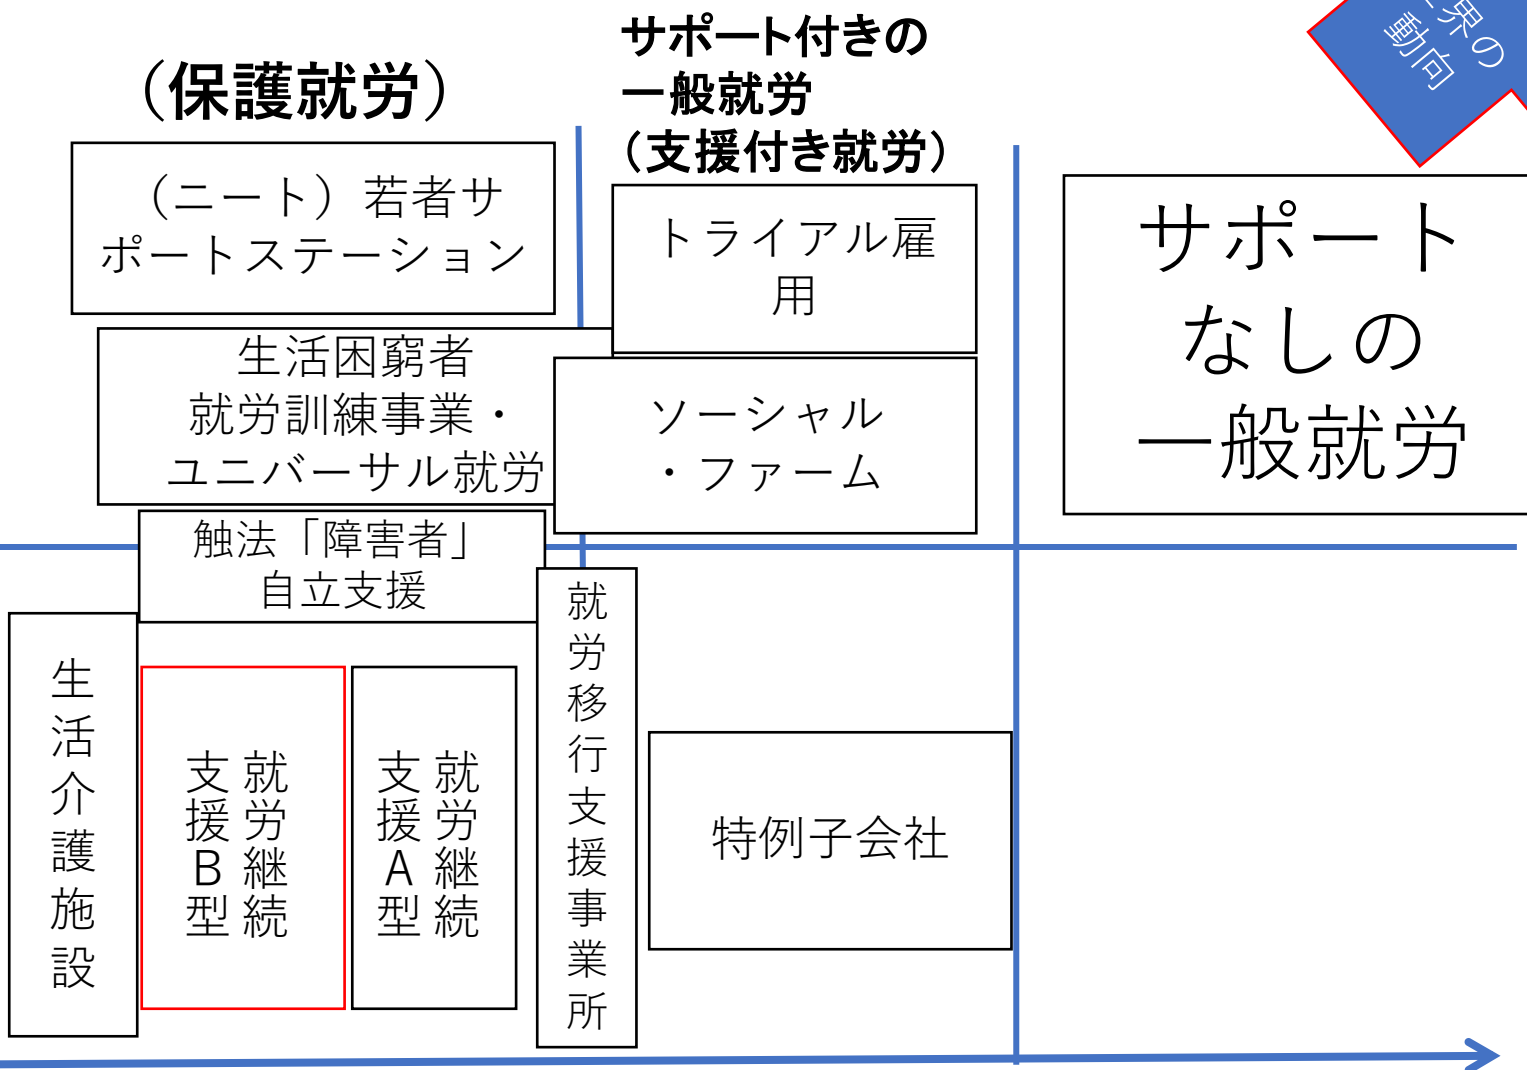 （保護就労）
サポート付きの
一般就労
（支援付き就労）
界の
動向
（ニート）若者サ
ポートステーション
トライアル雇
用
サポート
なしの
一般就労
生活困窮者
就労訓練事業・
ユニバーサル就労
ソーシャル
・ファーム
触法「障害者」
自立支援
生活介護施設
就労継続
支援B型
就労継続
支援A型
就労移行支援事業所
特例子会社